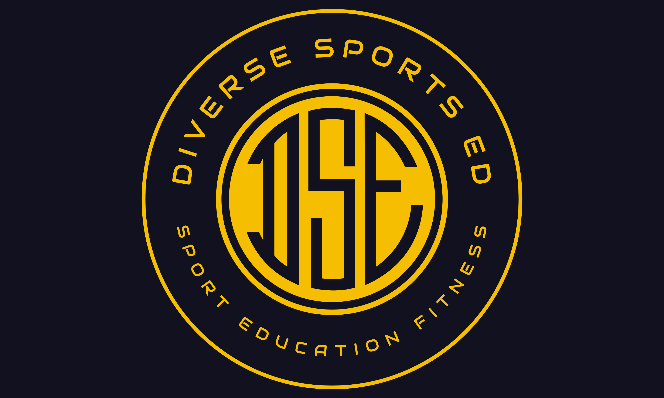 DIVERSE SPORTS ED
DSE
SPORT EDUCATION FITNESS